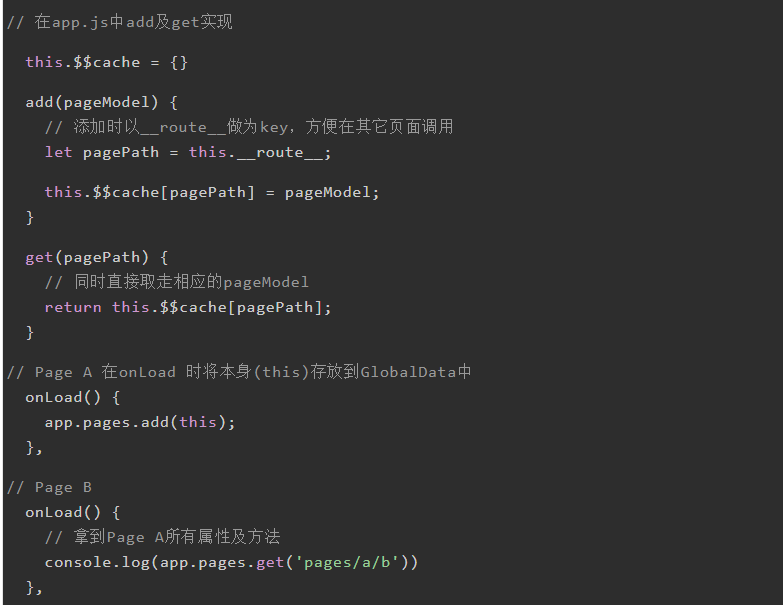 // 在app.js中add及get实现
this.$$cache = {}
add(pageModel) {
// 添加时以__route__做为key，方便在其它页面调用
let pagePath = this.__route__;
this.$$cache[pagePath] = pageModel;
}
get(pagePath) {
// 同时直接取走相应的pageModel
return this.$$cache[pagePath];
}
// Page A 在onLoad 时将本身(this)存放到GlobalData中
onLoad() {
app.pages.add(this);
},
// Page B
onLoad() {
// 拿到Page A所有属性及方法
console.log(app.pages.get('pages/a/b'))
},